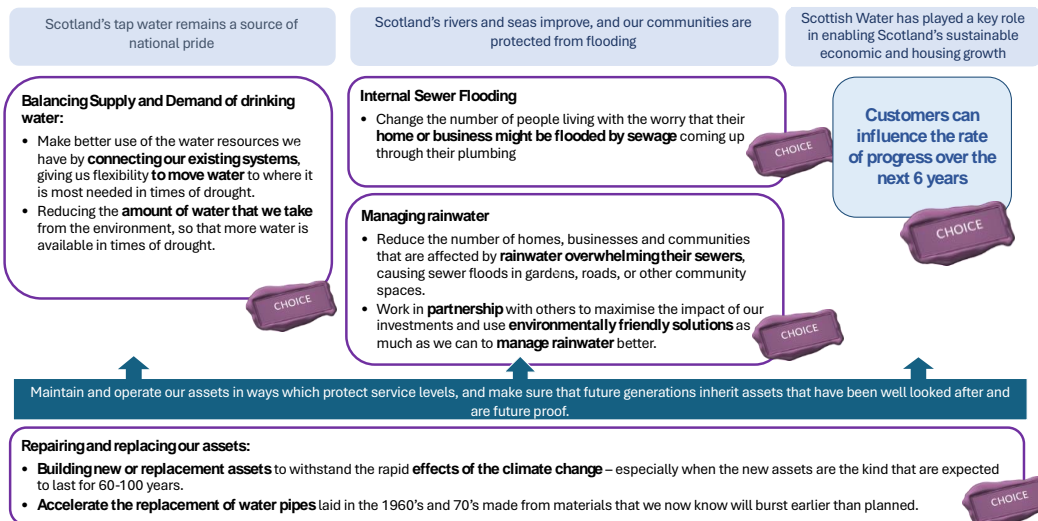 Scotland's tap water remains a source of
national pride
Scotland's rivers and seas improve, and our communities are
protected from flooding
Scottish Water has played a key role
in enabling Scotland's sustainable
economic and housing growth
Balancing Supply and Demand of drinking
water:
• Make better use of the water resources we
have by connecting our existing systems,
giving us flexibility to move water to where it
is most needed in times of drought.
• Reducing the amount of water that we take
from the environment, so that more water is
available in times of drought.
CHOICE
Internal Sewer Flooding
• Change the number of people living with the worry that their
home or business might be flooded by sewage coming up
through their plumbing
CHOICE
Managing rainwater
• Reduce the number of homes, businesses and communities
that are affected by rainwater overwhelming their sewers,
causing sewer floods in gardens, roads, or other community
spaces.
• Work in partnership with others to maximise the impact of our
investments and use environmentally friendly solutions as
much as we can to manage rainwater better.
CHOICE
Customers can
influence the rate
of progress over the
next 6 years
CHOICE
Maintain and operate our assets in ways which protect service levels, and make sure that future generations inherit assets that have been well looked after and
are future proof.
Repairing and replacing our assets:
• Building new or replacement assets to withstand the rapid effects of the climate change – especially when the new assets are the kind that are expected
to last for 60-100 years.
• Accelerate the replacement of water pipes laid in the 1960's and 70's made from materials that we now know will burst earlier than planned.
CHOICE